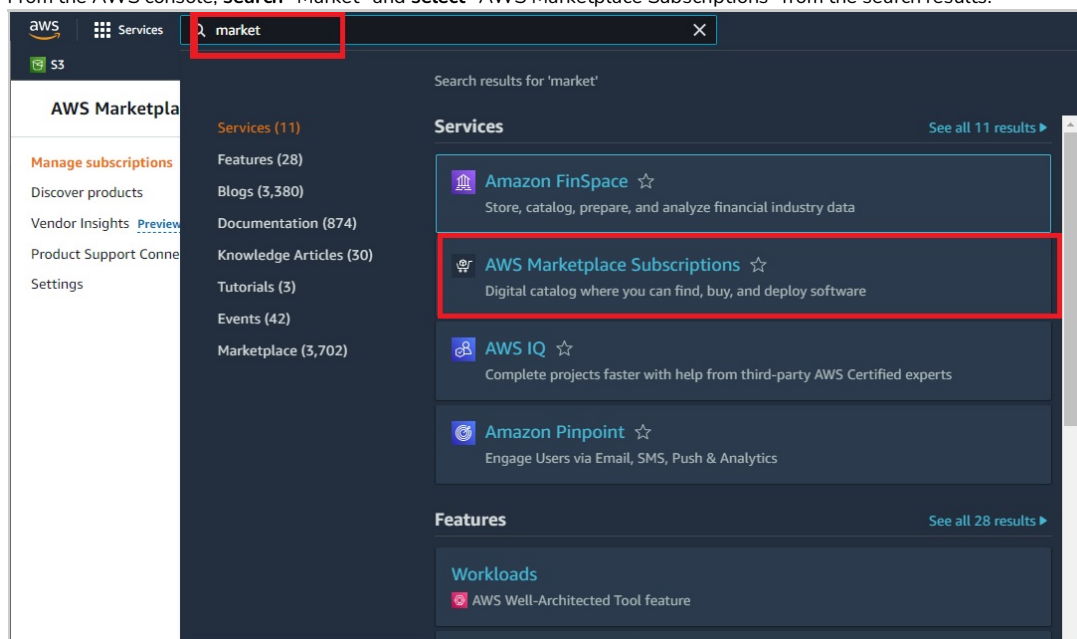 From the AWS console, Search "Market" and Select "AWS Marketplace Subscriptions" from the search results.
aws
Services
market
S3
AWS Marketpla
Manage subscriptions
Discover products
Vendor Insights Preview
Product Support Conne
Settings
Search results for 'market'
Services (11)
Features (28)
Blogs (3,380)
Documentation (874)
Knowledge Articles (30)
Tutorials (3)
Events (42)
Marketplace (3,702)
Services
See all 11 results
Amazon FinSpace
Store, catalog, prepare, and analyze financial industry data
AWS Marketplace Subscriptions
Digital catalog where you can find, buy, and deploy software
AWS IQ
Complete projects faster with help from third-party AWS Certified experts
Amazon Pinpoint
Engage Users via Email, SMS, Push & Analytics
Features
See all 28 results
Workloads
AWS Well-Architected Tool feature